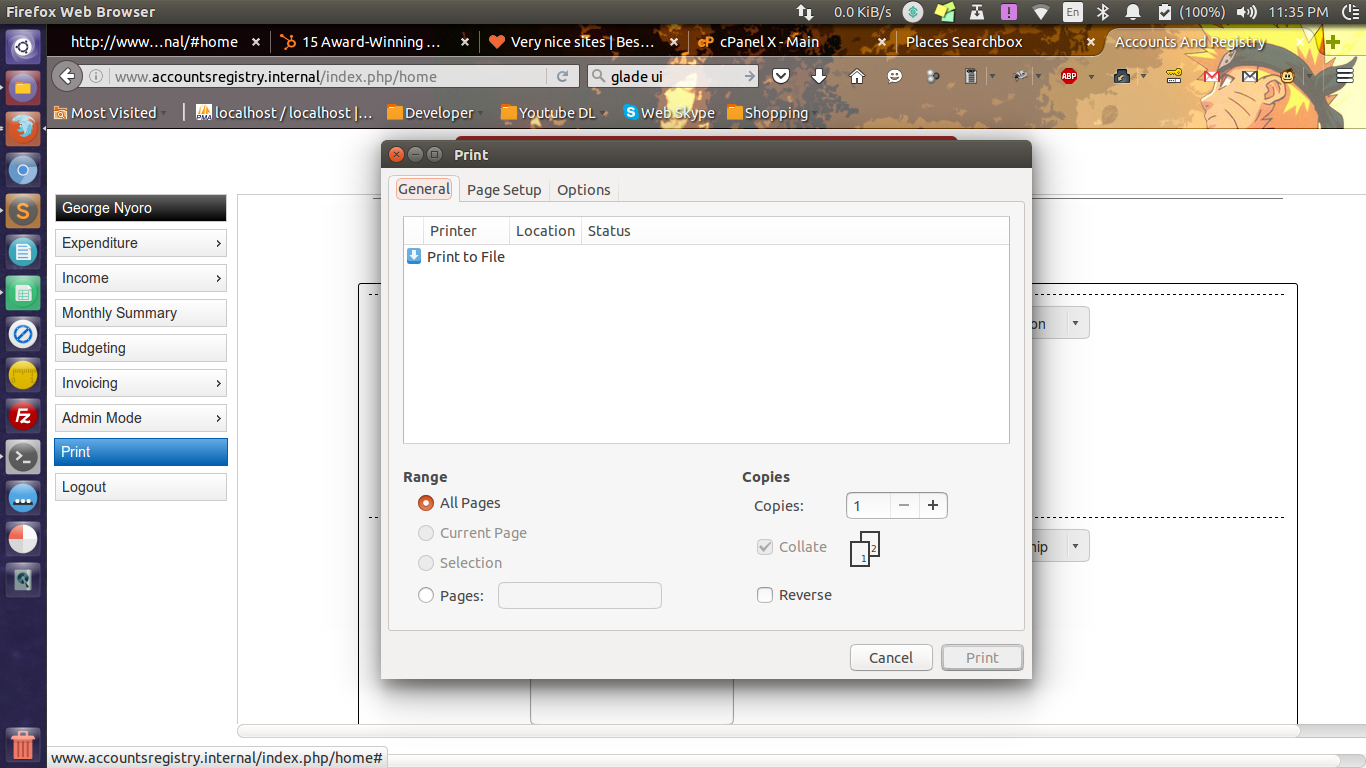 Firefox Web Browser
0.0 KiB/s
En
(100%)
11:35 PM
http://www...nal/#home
15 Award-Winning ...
Very nice sites | Bes...
cP cPanel X - Main
Places Searchbox
Accounts And Registry
www.accountsregistry.internal/index.php/home
glade ui
ABP
Most Visited
PMA
localhost / localhost |...
Developer
Youtube DL
Web Skype
Shopping
Print
General
Page Setup
Options
George Nyoro
Expenditure
Income
Monthly Summary
Budgeting
Invoicing
Admin Mode
Print
Logout
Printer
Location
Status
Print to File
on
hip
Range
All Pages
Current Page
Selection
Pages:
Copies
Copies:
1
Collate
1
2
Reverse
Cancel
Print
www.accountsregistry.internal/index.php/home#